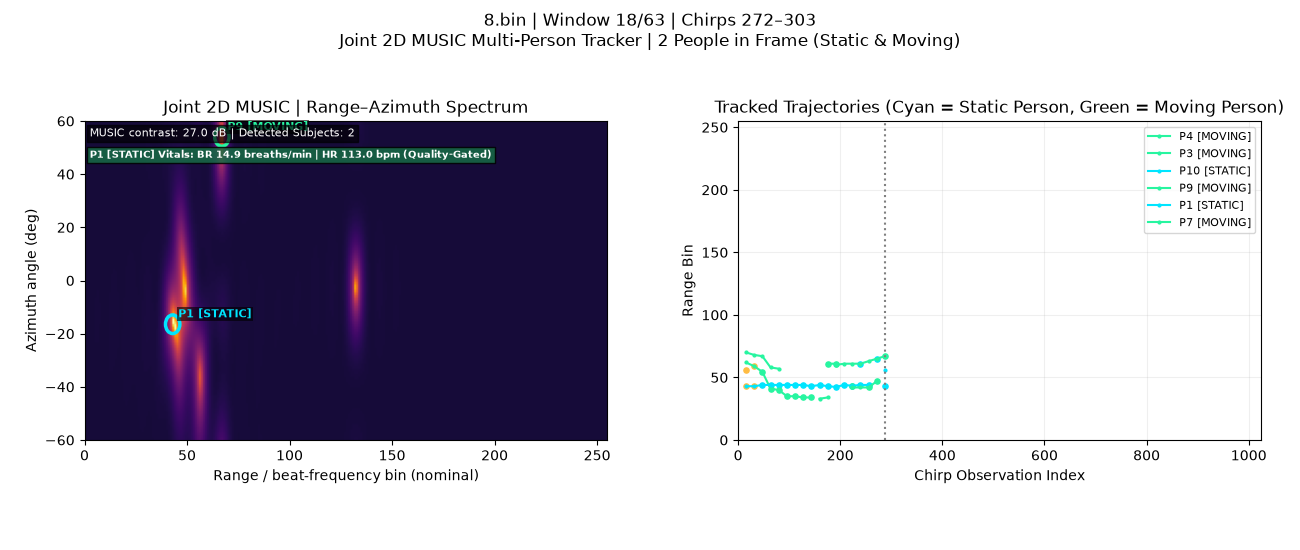 8.bin | Window 18/63 | Chirps 272–303
Joint 2D MUSIC Multi-Person Tracker | 2 People in Frame (Static & Moving)
Joint 2D MUSIC | Range–Azimuth Spectrum
P9 [MOVING]
MUSIC contrast: 27.0 dB | Detected Subjects: 2
P1 [STATIC] Vitals: BR 14.9 breaths/min | HR 113.0 bpm (Quality-Gated)
P1 [STATIC]
60
40
20
0
−20
−40
−60
Azimuth angle (deg)
0 50 100 150 200 250
Range / beat-frequency bin (nominal)
Tracked Trajectories (Cyan = Static Person, Green = Moving Person)
P4 [MOVING]
P3 [MOVING]
P10 [STATIC]
P9 [MOVING]
P1 [STATIC]
P7 [MOVING]
250
200
150
100
50
0
Range Bin
0 200 400 600 800 1000
Chirp Observation Index